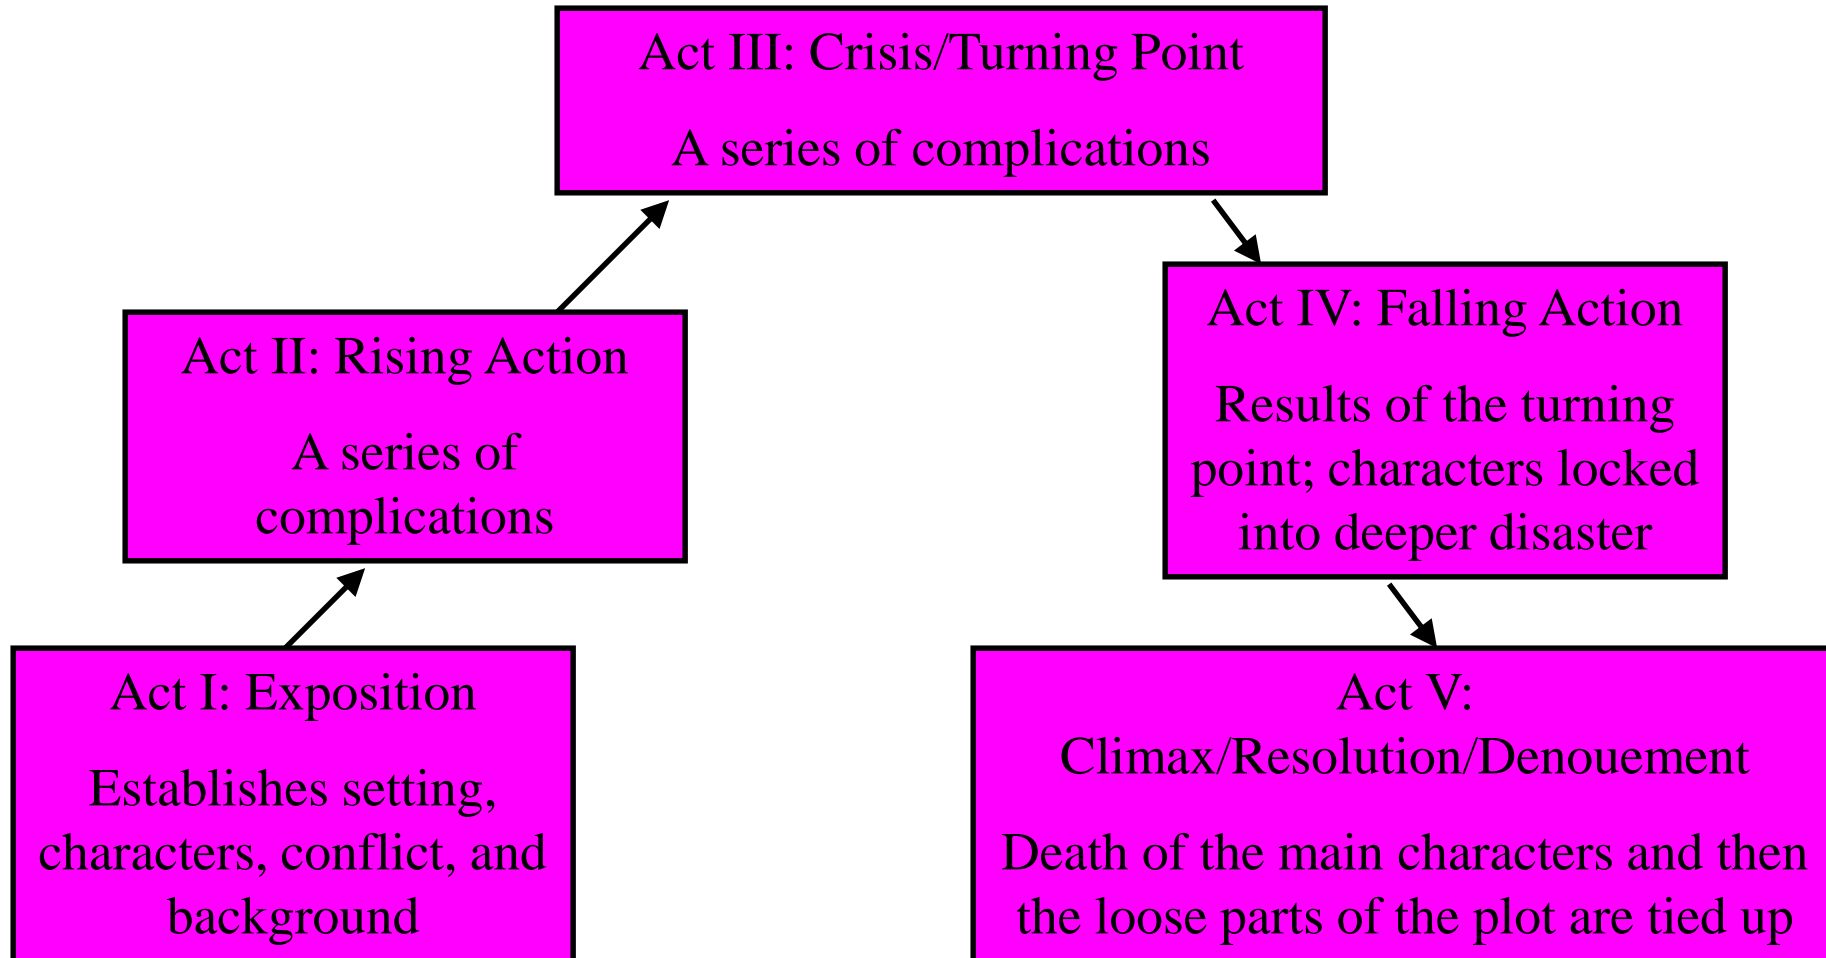 Act III: Crisis/Turning Point
A series of complications
Act II: Rising Action
A series of
complications
Act I: Exposition
Establishes setting,
characters, conflict, and
background
Act IV: Falling Action
Results of the turning
point; characters locked
into deeper disaster
Act V:
Climax/Resolution/Denouement
Death of the main characters and then
the loose parts of the plot are tied up